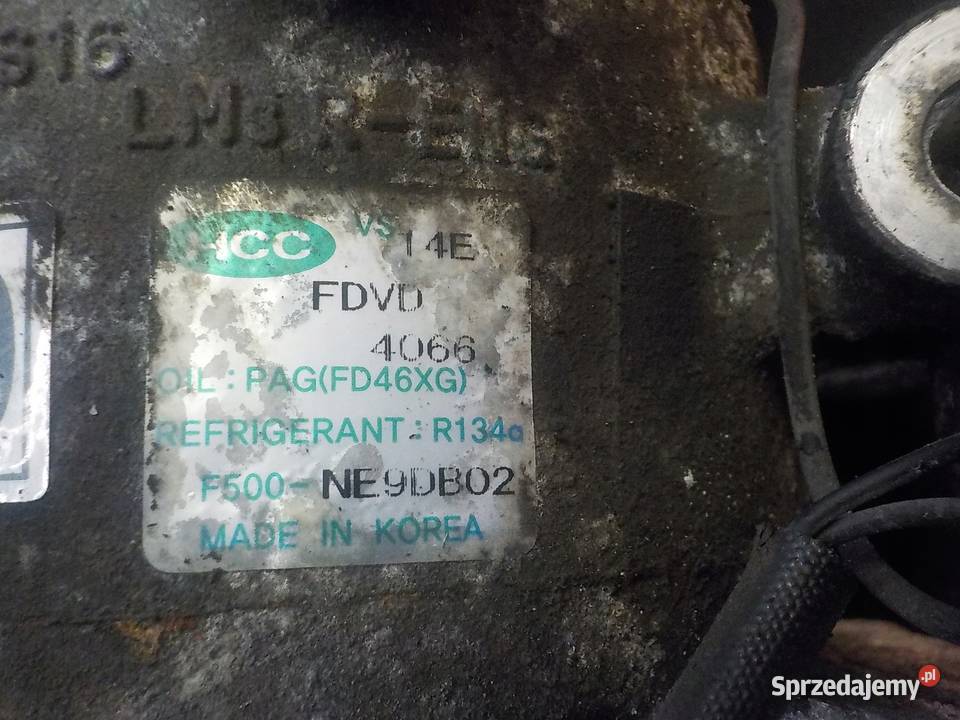 HCC VS 14E
FDVD
4066
OIL : PAG(FD46XG)
REFRIGERANT : R134a
F500-NE9DB02
MADE IN KOREA
Sprzedajemy.pl